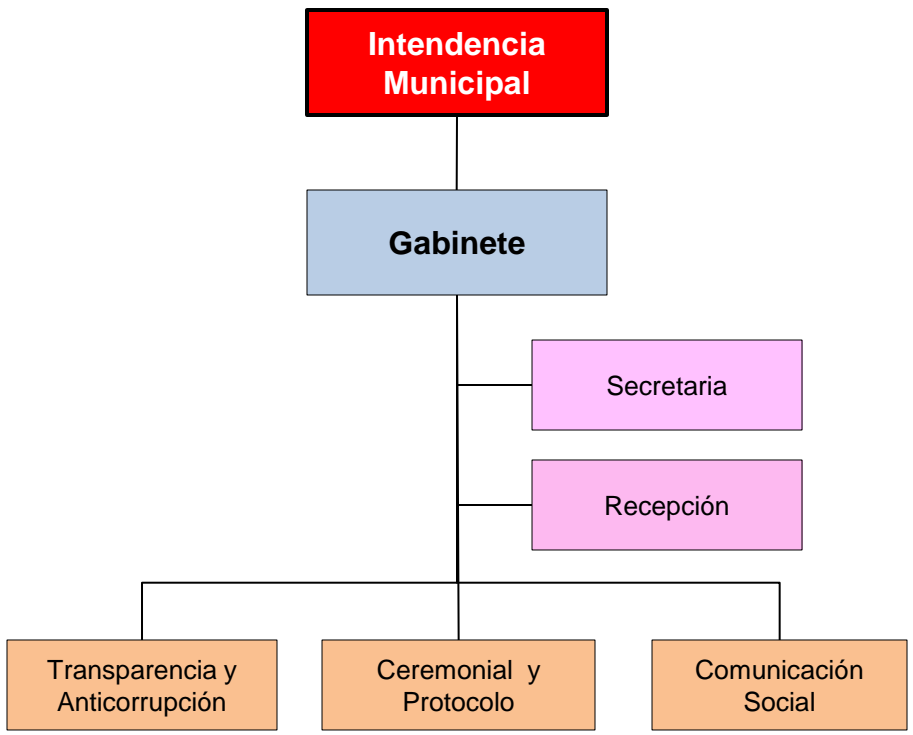 Intendencia
Municipal
Gabinete
Secretaria
Recepción
Transparencia y
Anticorrupción
Ceremonial y
Protocolo
Comunicación
Social